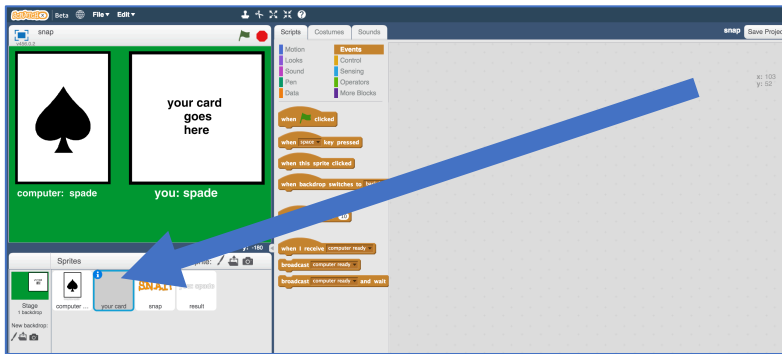 SCRATCH Beta File▼ Edit▼
snap
v456.0.2
your card
goes
here
computer: spade
you: spade
Sprites
Stage
1 backdrop
New backdrop:
computer ...
your card
snap
result
Scripts Costumes Sounds
Motion Events
Looks Control
Sound Sensing
Pen Operators
Data More Blocks
when clicked
when space key pressed
when this sprite clicked
when backdrop switches to
10
when I receive computer ready
broadcast computer ready
broadcast computer ready and wait
snap Save Projec
x: 103
y: 52